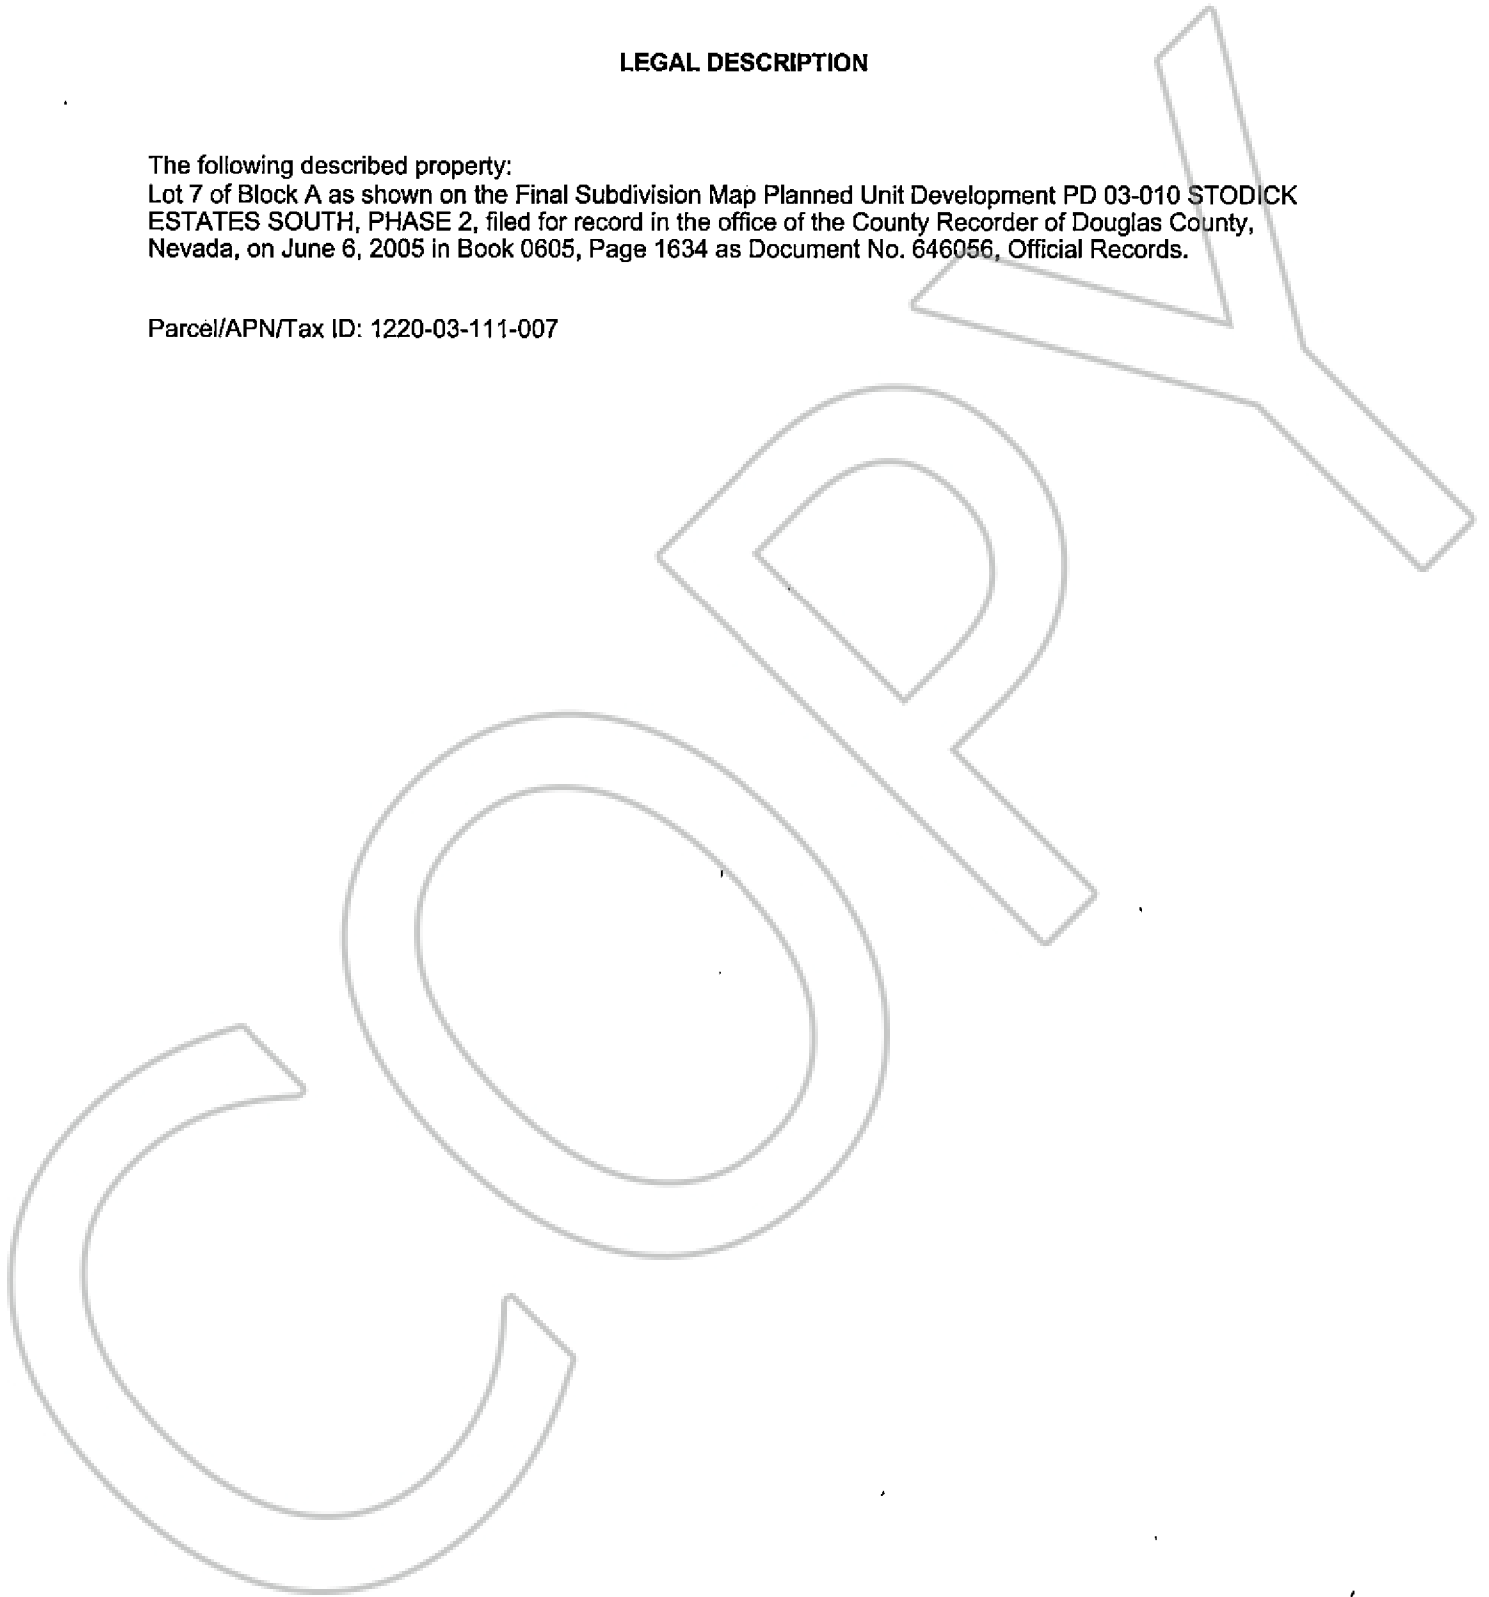 LEGAL DESCRIPTION
The following described property:
Lot 7 of Block A as shown on the Final Subdivision Map Planned Unit Development PD 03-010 STODICK
ESTATES SOUTH, PHASE 2, filed for record in the office of the County Recorder of Douglas County,
Nevada, on June 6, 2005 in Book 0605, Page 1634 as Document No. 646056, Official Records.
Parcel/APN/Tax ID: 1220-03-111-007
COPY